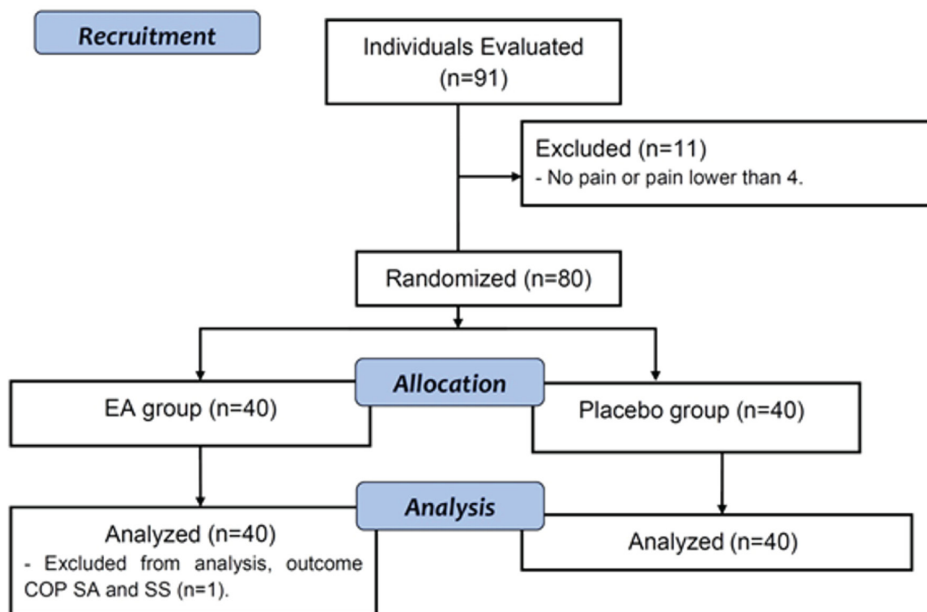 Recruitment
Individuals Evaluated
(n=91)
Excluded (n=11)
- No pain or pain lower than 4.
Randomized (n=80)
Allocation
EA group (n=40)
Placebo group (n=40)
Analysis
Analyzed (n=40)
- Excluded from analysis, outcome
COP SA and SS (n=1).
Analyzed (n=40)